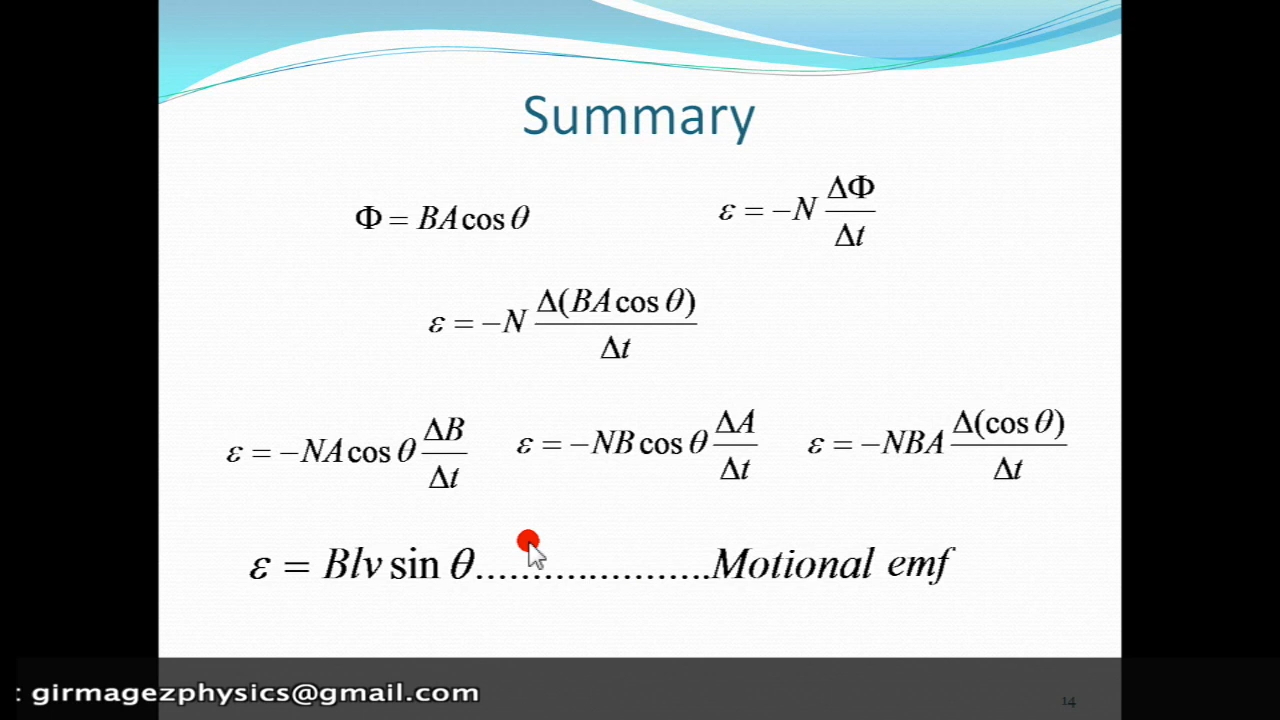 Summary
Φ = BA cos θ
ε = −N ΔΦ/Δt
ε = −N Δ(BA cos θ)/Δt
ε = −NA cos θ ΔB/Δt
ε = −NB cos θ ΔA/Δt
ε = −NBA Δ(cos θ)/Δt
ε = Blv sin θ.....................Motional emf
: girmagezphysics@gmail.com
14